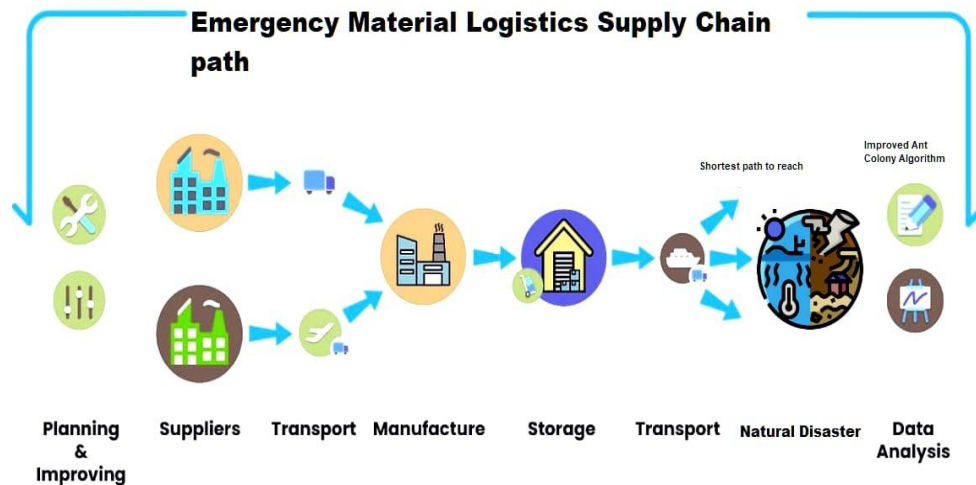 Emergency Material Logistics Supply Chain
path
Improved Ant
Colony Algorithm
Shortest path to reach
Planning
&
Improving
Suppliers
Transport
Manufacture
Storage
Transport
Natural Disaster
Data
Analysis